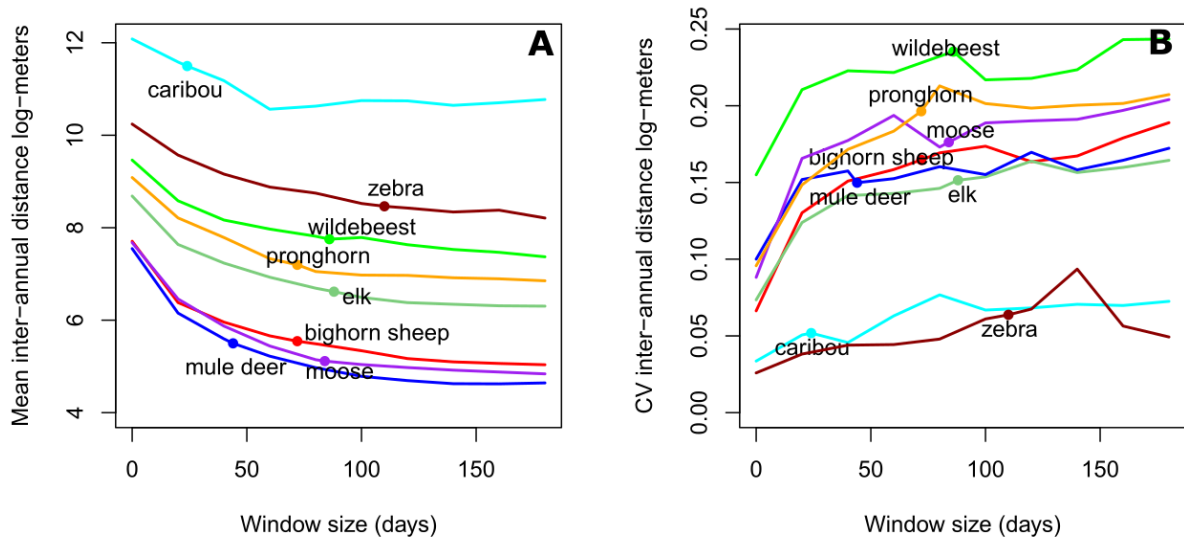 A
Mean inter−annual distance log−meters
12
10
8
6
4
caribou
zebra
wildebeest
pronghorn
elk
bighorn sheep
mule deer
moose
0
50
100
150
Window size (days)
B
CV inter−annual distance log−meters
0.25
0.20
0.15
0.10
0.05
0.00
wildebeest
pronghorn
moose
bighorn sheep
mule deer
elk
zebra
caribou
0
50
100
150
Window size (days)